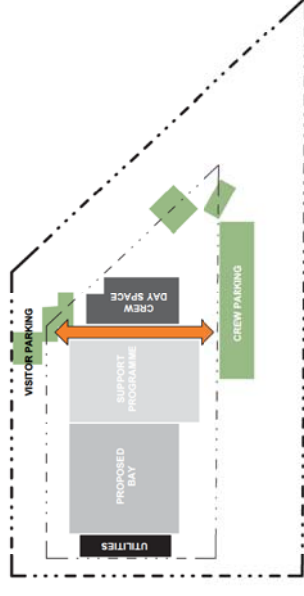 VISITOR PARKING
CREW
DAY SPACE
SUPPORT
PROGRAMME
CREW PARKING
PROPOSED
BAY
UTILITIES